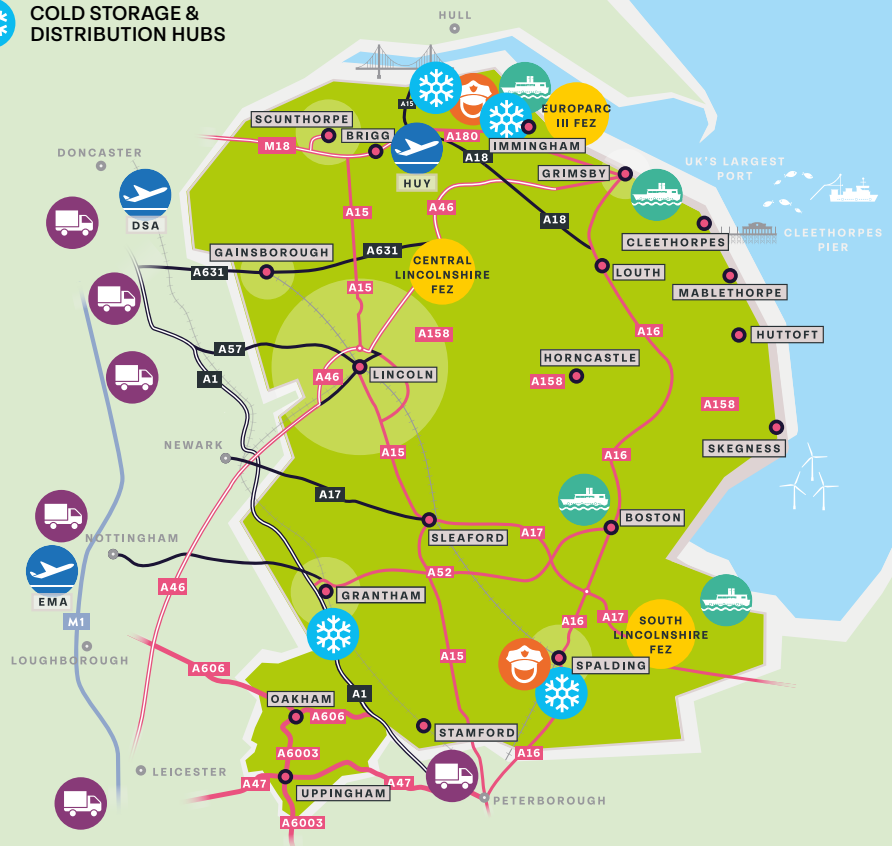 COLD STORAGE &
DISTRIBUTION HUBS
HULL
A15
SCUNTHORPE
BRIGG
M18
A180
EUROPARC
III FEZ
IMMINGHAM
A18
DONCASTER
HUY
GRIMSBY
UK'S LARGEST
PORT
DSA
A15
A46
A18
CLEETHORPES
CLEETHORPES
PIER
GAINSBOROUGH
A631
A631
CENTRAL
LINCOLNSHIRE
FEZ
LOUTH
MABLETHORPE
A15
A158
A16
HUTTOFT
A57
A1
A46
LINCOLN
HORNCASTLE
A158
A158
NEWARK
A15
A16
SKEGNESS
A17
BOSTON
NOTTINGHAM
SLEAFORD
A17
A52
EMA
A46
GRANTHAM
M1
A16
A17
SOUTH
LINCOLNSHIRE
FEZ
LOUGHBOROUGH
A606
A15
SPALDING
OAKHAM
A1
A606
STAMFORD
A6003
A16
LEICESTER
A47
A47
UPPINGHAM
PETERBOROUGH
A6003